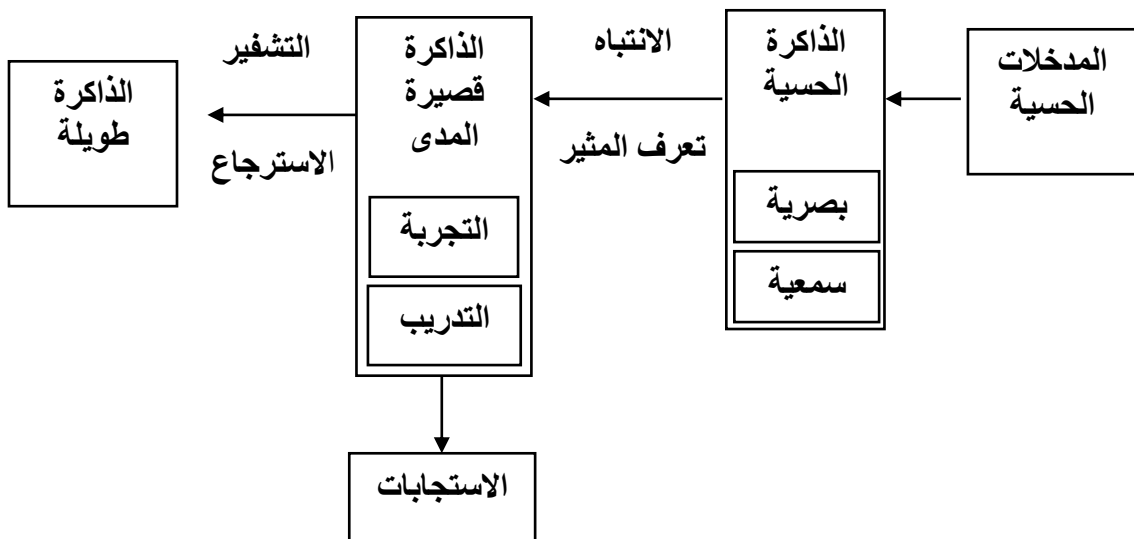 المدخلات
الحسية
الذاكرة
الحسية
بصرية
سمعية
الانتباه
تعرف المثير
الذاكرة
قصيرة
المدى
التجربة
التدريب
التشفير
الاسترجاع
الذاكرة
طويلة
الاستجابات